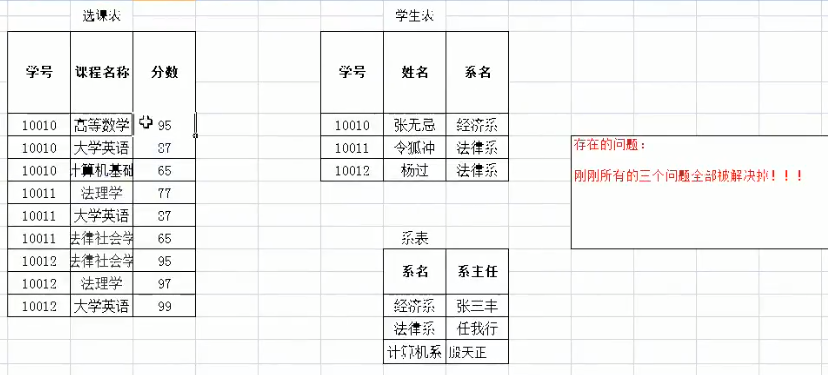 选课表
学号 课程名称 分数
10010 高等数学 95
10010 大学英语 87
10010 计算机基础 65
10011 法理学 77
10011 大学英语 87
10011 法律社会学 65
10012 法律社会学 95
10012 法理学 97
10012 大学英语 99
学生表
学号 姓名 系名
10010 张无忌 经济系
10011 令狐冲 法律系
10012 杨过 法律系
系表
系名 系主任
经济系 张三丰
法律系 任我行
计算机系 殷天正
存在的问题：
刚刚所有的三个问题全部被解决掉！！！